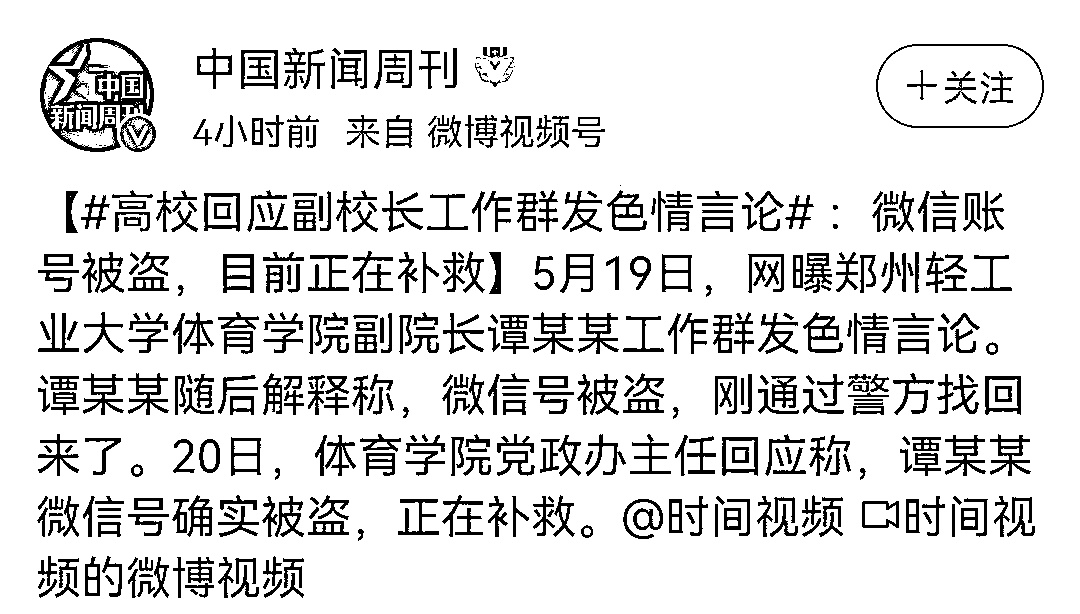 中国
新闻周刊
中国新闻周刊
+关注
4小时前 来自 微博视频号
【#高校回应副校长工作群发色情言论#：微信账
号被盗，目前正在补救】5月19日，网曝郑州轻工
业大学体育学院副院长谭某某工作群发色情言论。
谭某某随后解释称，微信号被盗，刚通过警方找回
来了。20日，体育学院党政办主任回应称，谭某某
微信号确实被盗，正在补救。@时间视频 时间视
频的微博视频